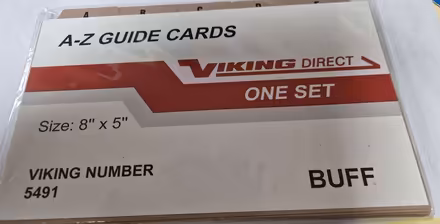 A
A-Z GUIDE CARDS
VIKING DIRECT
ONE SET
Size: 8" x 5"
VIKING NUMBER
5491
BUFF